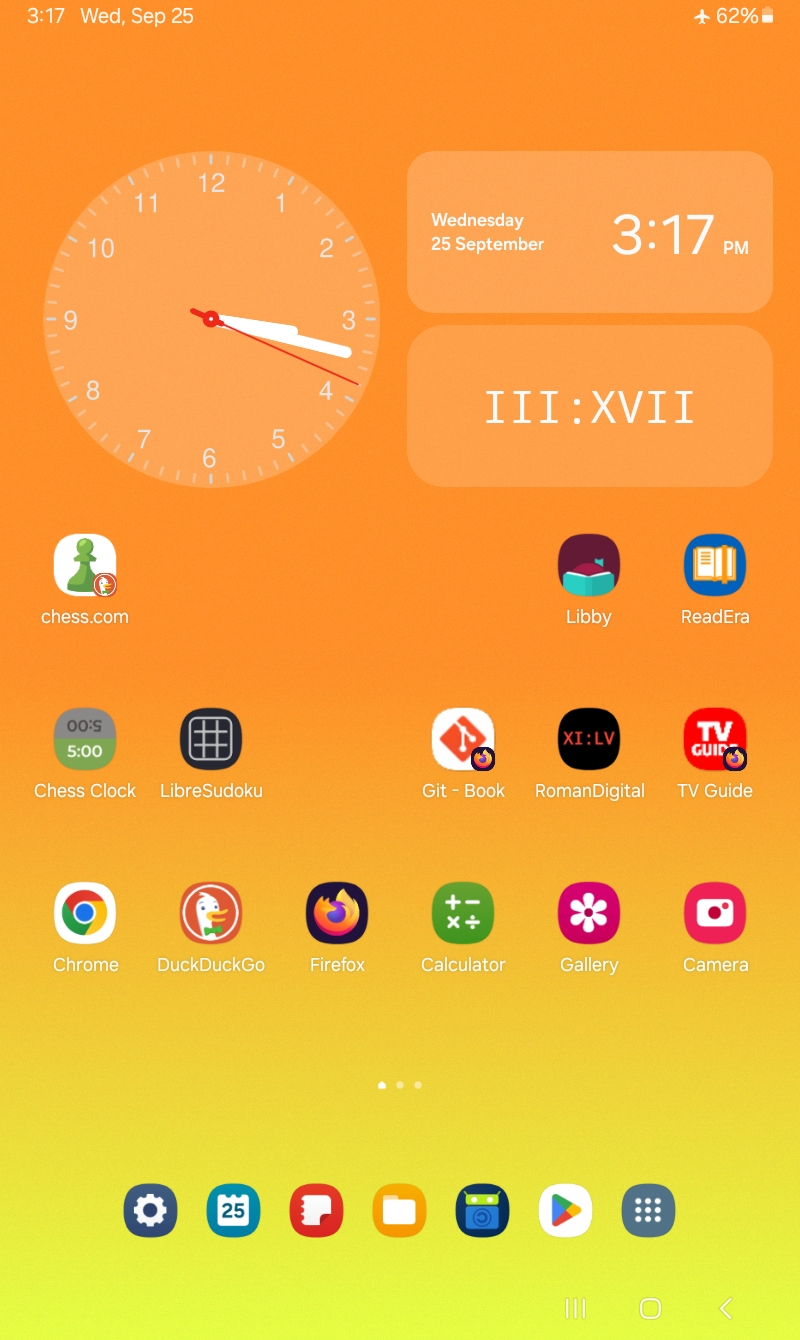 3:17 Wed, Sep 25
62%
12
11
1
10
2
9
3
8
4
7
5
6
Wednesday
25 September
3:17 PM
III:XVII
chess.com
Libby
ReadEra
5:00
5:00
XI:LV
TV
GUIDE
Chess Clock
LibreSudoku
Git - Book
RomanDigital
TV Guide
Chrome
DuckDuckGo
Firefox
Calculator
Gallery
Camera
25